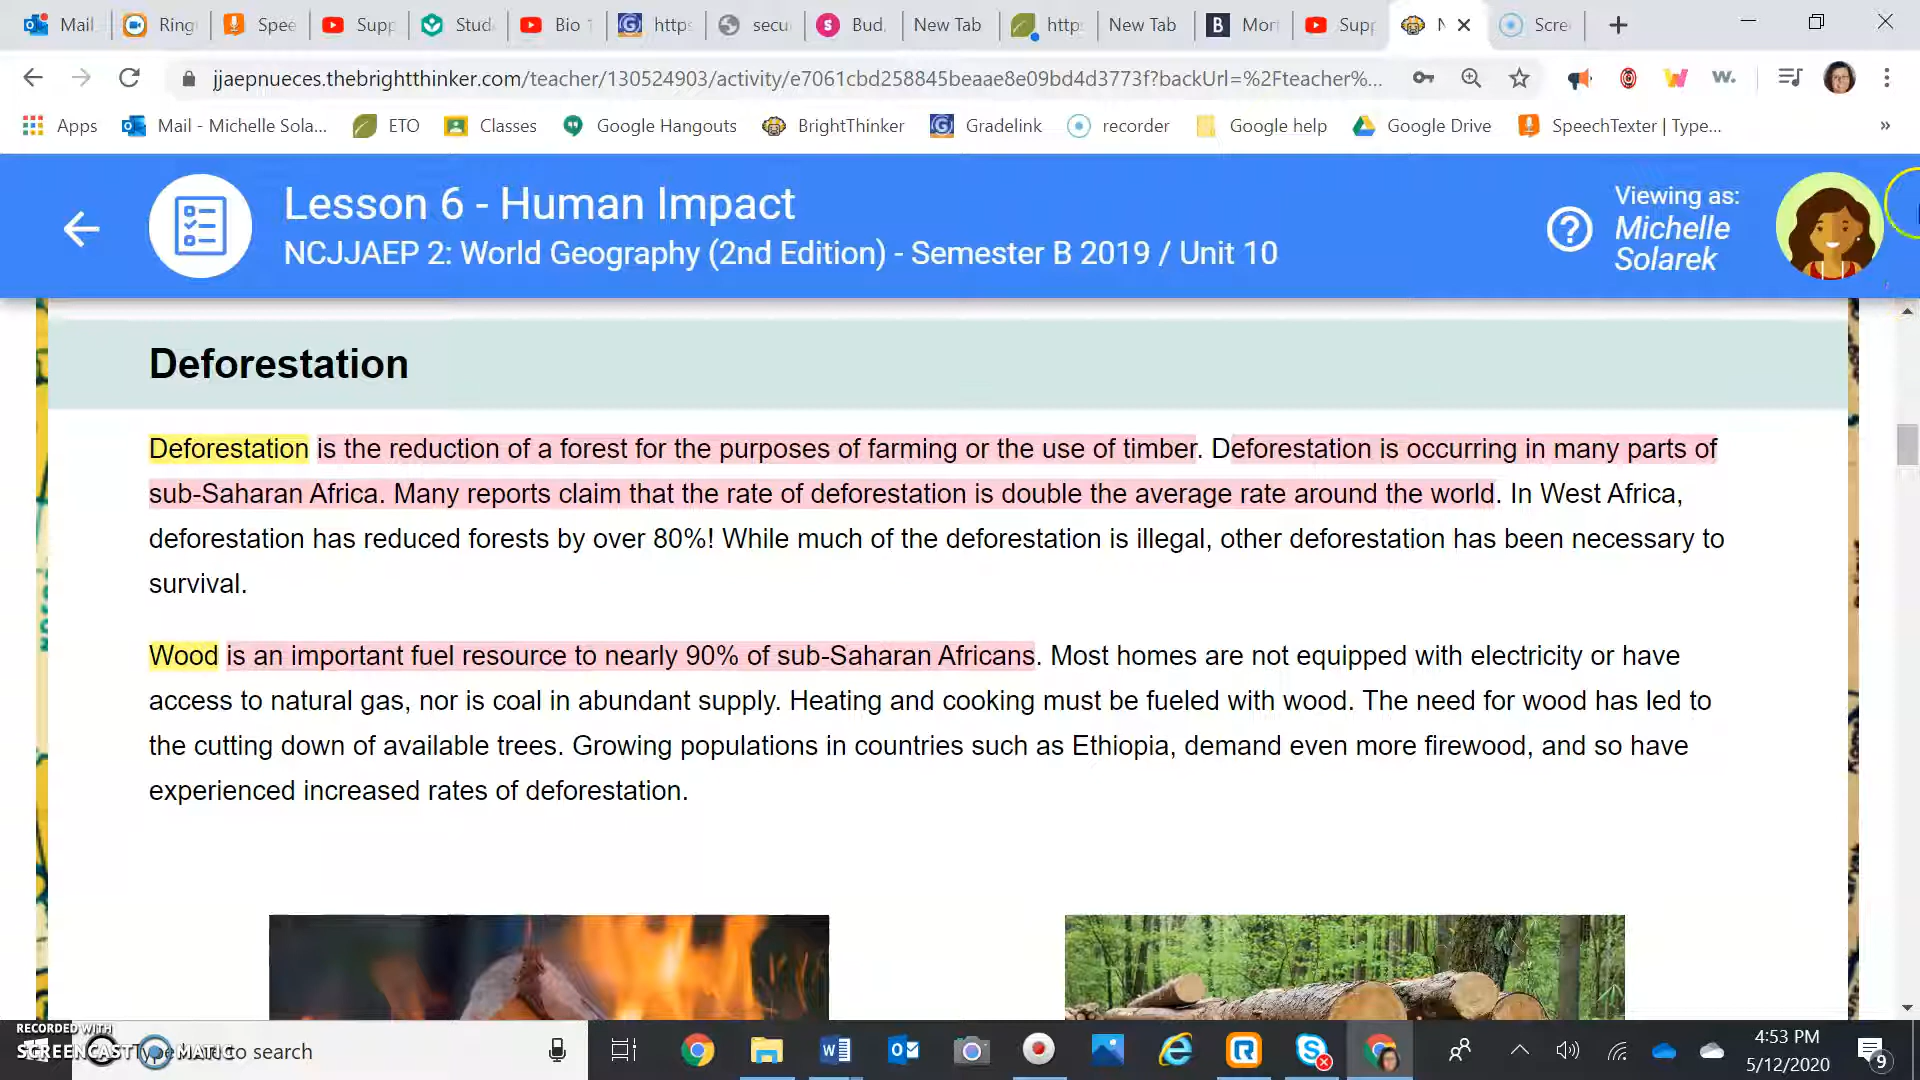 Mail
Ring
Spee
Supp
Stud
Bio
http
secu
Bud
New Tab
http
New Tab
Mor
Supp
Scre
jjaepnueces.thebrightthinker.com/teacher/130524903/activity/e7061cbd258845beaae8e09bd4d3773f?backUrl=%2Fteacher%...
Apps
Mail - Michelle Sola...
ETO
Classes
Google Hangouts
BrightThinker
Gradelink
recorder
Google help
Google Drive
SpeechTexter | Type...
»
Lesson 6 - Human Impact
NCJJAEP 2: World Geography (2nd Edition) - Semester B 2019 / Unit 10
Viewing as:
Michelle
Solarek
Deforestation
Deforestation is the reduction of a forest for the purposes of farming or the use of timber. Deforestation is occurring in many parts of
sub-Saharan Africa. Many reports claim that the rate of deforestation is double the average rate around the world. In West Africa,
deforestation has reduced forests by over 80%! While much of the deforestation is illegal, other deforestation has been necessary to
survival.
Wood is an important fuel resource to nearly 90% of sub-Saharan Africans. Most homes are not equipped with electricity or have
access to natural gas, nor is coal in abundant supply. Heating and cooking must be fueled with wood. The need for wood has led to
the cutting down of available trees. Growing populations in countries such as Ethiopia, demand even more firewood, and so have
experienced increased rates of deforestation.
RECORDED WITH
SCREENCAST MATIC
to search
4:53 PM
5/12/2020
9